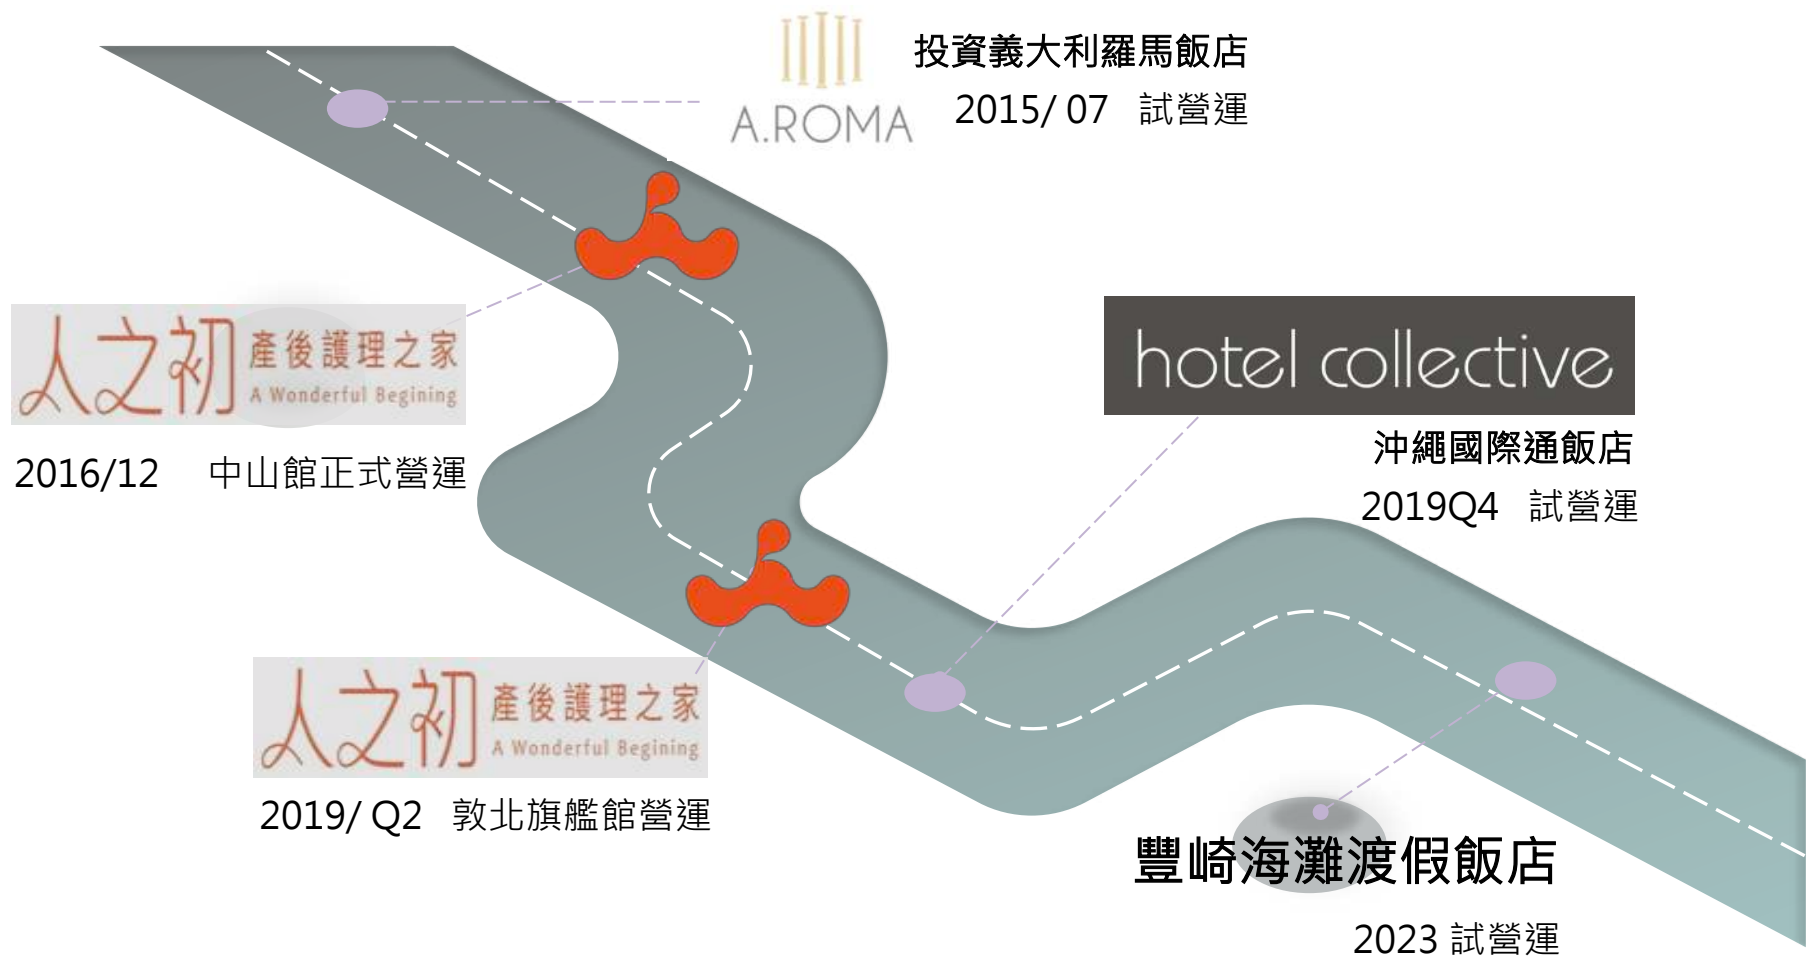 投資義大利羅馬飯店
A.ROMA
2015/ 07 試營運
人之初 產後護理之家
A Wonderful Begining
2016/12 中山館正式營運
hotel collective
沖繩國際通飯店
2019Q4 試營運
人之初 產後護理之家
A Wonderful Begining
2019/ Q2 敦北旗艦館營運
豐崎海灘渡假飯店
2023 試營運